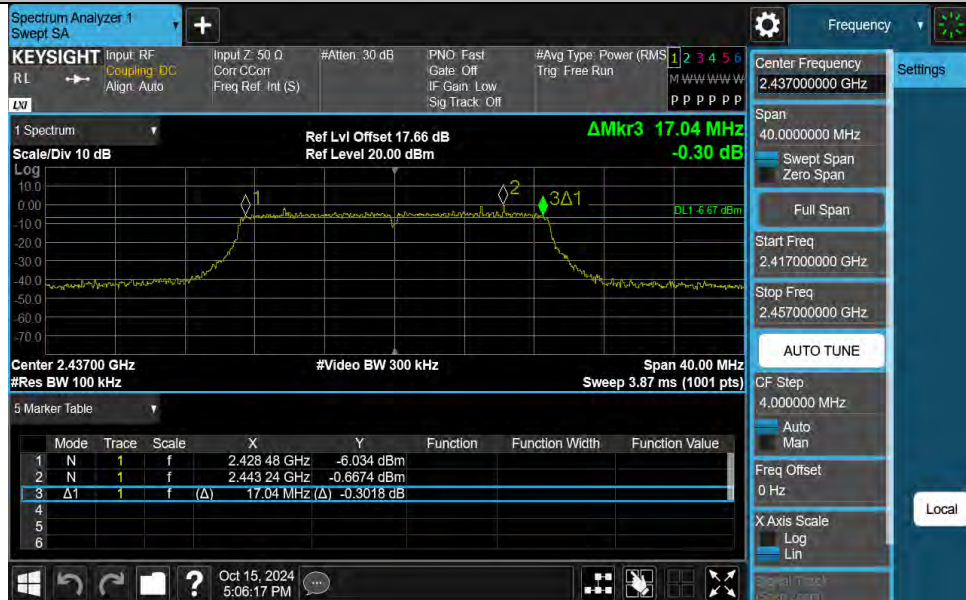 Spectrum Analyzer 1
Swept SA
+
Frequency
KEYSIGHT
RL
LXI
Input: RF
Coupling: DC
Align: Auto
Input Z: 50 Ω
Corr CCorr
Freq Ref: Int (S)
#Atten: 30 dB
PNO: Fast
Gate: Off
IF Gain: Low
Sig Track: Off
#Avg Type: Power (RMS
Trig: Free Run
1 2 3 4 5 6
M W W W W W
P P P P P P
1 Spectrum
Scale/Div 10 dB
Ref Lvl Offset 17.66 dB
Ref Level 20.00 dBm
ΔMkr3 17.04 MHz
-0.30 dB
Log
10.0
0.00
-10.0
-20.0
-30.0
-40.0
-50.0
-60.0
-70.0
1
2
3Δ1
DL1 -6.67 dBm
Center 2.43700 GHz
#Res BW 100 kHz
#Video BW 300 kHz
Span 40.00 MHz
Sweep 3.87 ms (1001 pts)
5 Marker Table
Mode Trace Scale X Y Function Function Width Function Value
1 N 1 f 2.428 48 GHz -6.034 dBm
2 N 1 f 2.443 24 GHz -0.6674 dBm
3 Δ1 1 f (Δ) 17.04 MHz (Δ) -0.3018 dB
4
5
6
?
Oct 15, 2024
5:06:17 PM
Center Frequency
2.437000000 GHz
Span
40.0000000 MHz
Swept Span
Zero Span
Full Span
Start Freq
2.417000000 GHz
Stop Freq
2.457000000 GHz
AUTO TUNE
CF Step
4.000000 MHz
Auto
Man
Freq Offset
0 Hz
X Axis Scale
Log
Lin
Signal Track
(Span Zoom)
Settings
Local